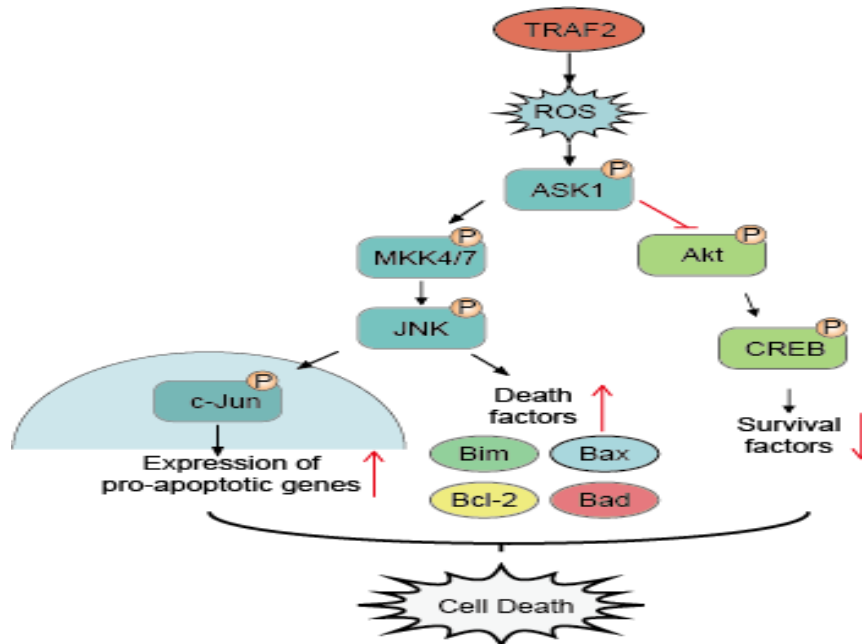 TRAF2
ROS
P
ASK1
P
MKK4/7
P
Akt
P
JNK
P
CREB
P
c-Jun
Death
factors
Survival
factors
Expression of
pro-apoptotic genes
Bim
Bax
Bcl-2
Bad
Cell Death